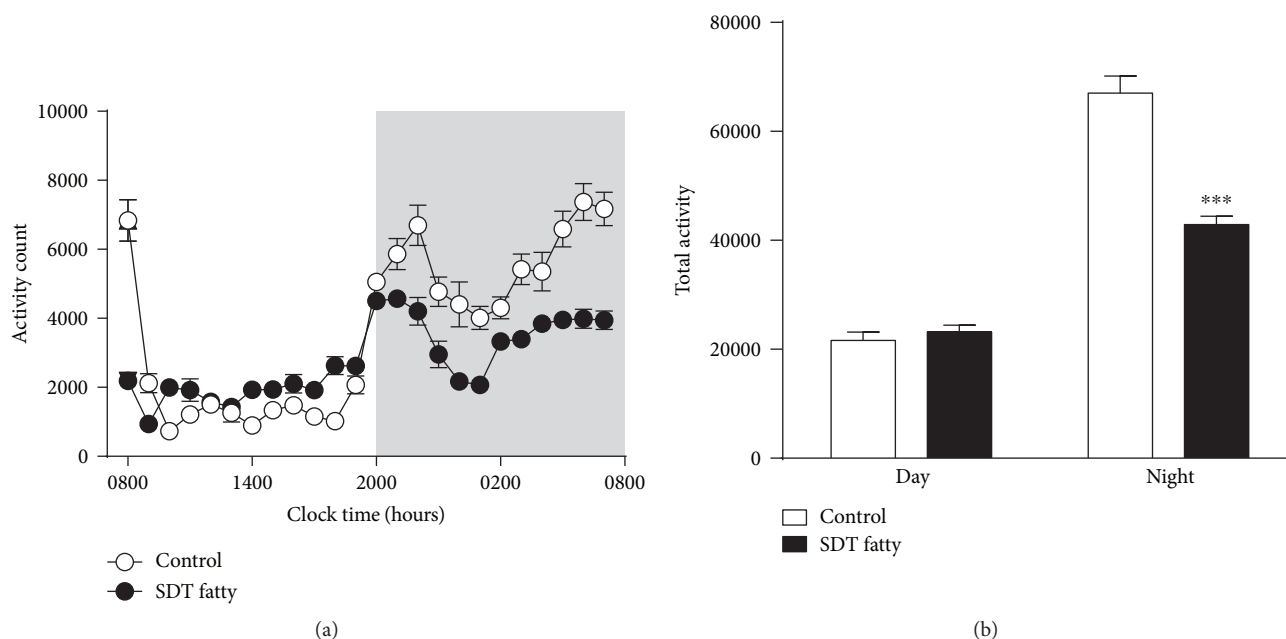 10000
8000
6000
4000
2000
0
Activity count
0800
1400
2000
0200
0800
Clock time (hours)
Control
SDT fatty
(a)
80000
60000
40000
20000
0
Total activity
***
Day
Night
Control
SDT fatty
(b)